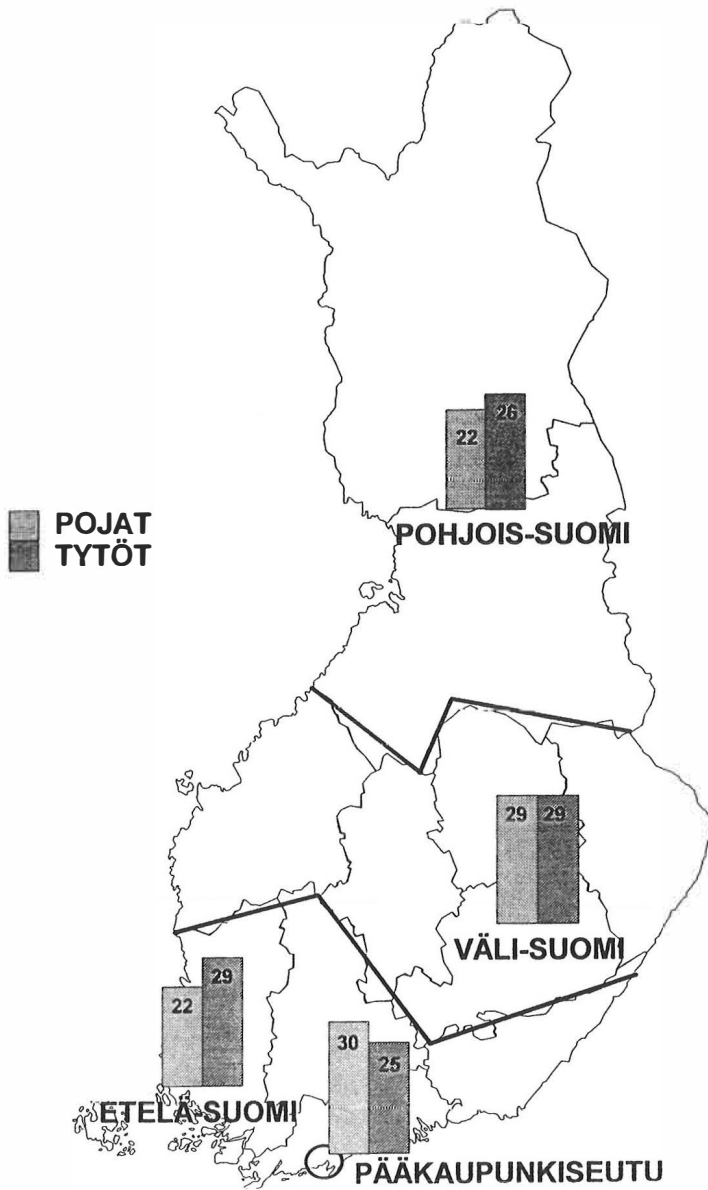 22 26
POHJOIS-SUOMI
POJAT
TYTÖT
29 29
VÄLI-SUOMI
22 29
ETELÄ-SUOMI
30 25
PÄÄKAUPUNKISEUTU